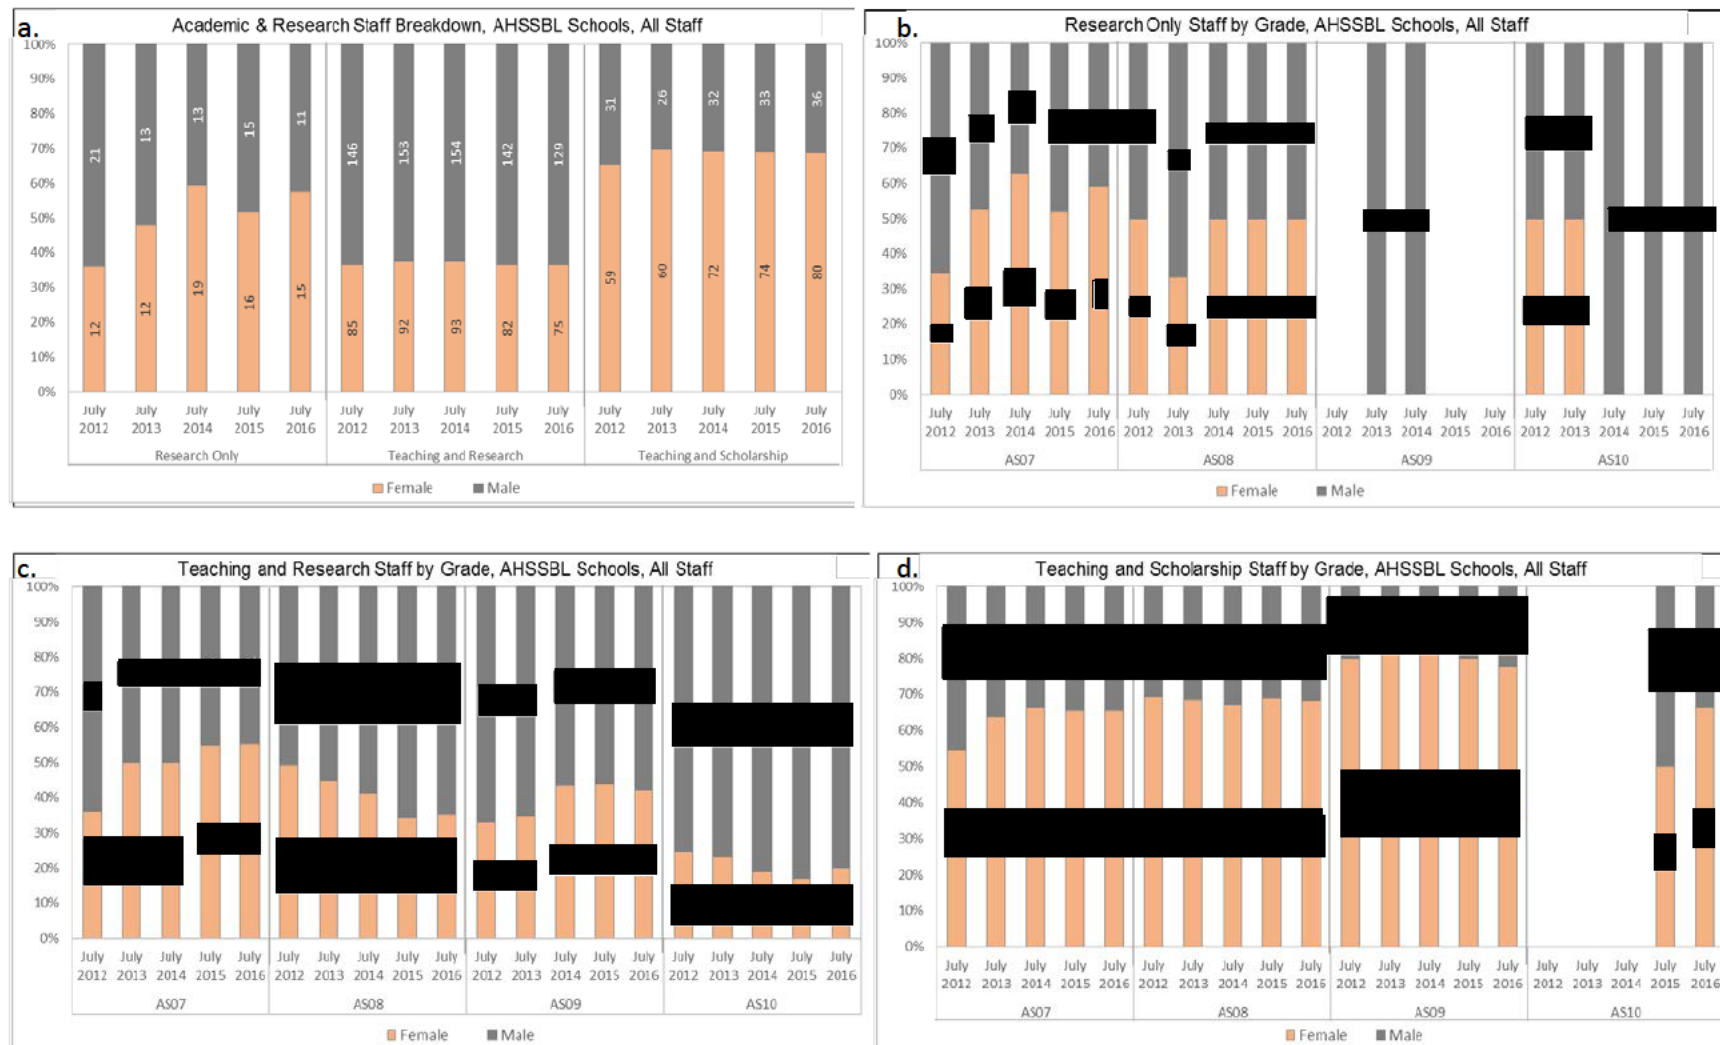 a.
Academic & Research Staff Breakdown, AHSSBL Schools, All Staff
100%
90%
80%
70%
60%
50%
40%
30%
20%
10%
0%
21 13 13 15 11 146 153 154 142 129 31 26 32 33 36
12 12 19 16 15 85 92 93 82 75 59 60 72 74 80
July July July July July July July July July July July July July July July
2012 2013 2014 2015 2016 2012 2013 2014 2015 2016 2012 2013 2014 2015 2016
Research Only Teaching and Research Teaching and Scholarship
Female Male
b.
Research Only Staff by Grade, AHSSBL Schools, All Staff
100%
90%
80%
70%
60%
50%
40%
30%
20%
10%
0%
July July July July July July July July July July July July July July July July July July July July
2012 2013 2014 2015 2016 2012 2013 2014 2015 2016 2012 2013 2014 2015 2016 2012 2013 2014 2015 2016
AS07 AS08 AS09 AS10
Female Male
c.
Teaching and Research Staff by Grade, AHSSBL Schools, All Staff
100%
90%
80%
70%
60%
50%
40%
30%
20%
10%
0%
July July July July July July July July July July July July July July July July July July July July
2012 2013 2014 2015 2016 2012 2013 2014 2015 2016 2012 2013 2014 2015 2016 2012 2013 2014 2015 2016
AS07 AS08 AS09 AS10
Female Male
d.
Teaching and Scholarship Staff by Grade, AHSSBL Schools, All Staff
100%
90%
80%
70%
60%
50%
40%
30%
20%
10%
0%
July July July July July July July July July July July July July July July July July July July July
2012 2013 2014 2015 2016 2012 2013 2014 2015 2016 2012 2013 2014 2015 2016 2012 2013 2014 2015 2016
AS07 AS08 AS09 AS10
Female Male